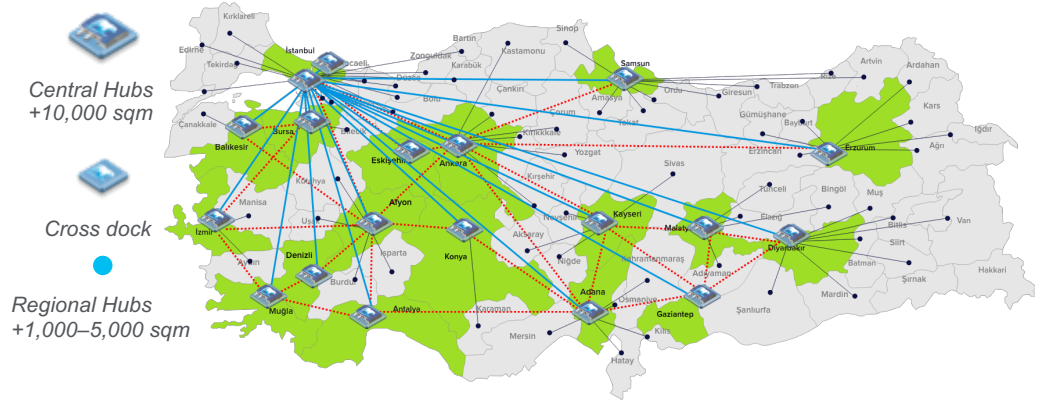 Central Hubs
+10,000 sqm
Cross dock
Regional Hubs
+1,000–5,000 sqm
Kırklareli
Edirne
Tekirdağ
İstanbul
Çanakkale
Balıkesir
Bursa
Bilecik
Düzce
Bolu
Zonguldak
Bartın
Karabük
Kastamonu
Çankırı
Sinop
Samsun
Amasya
Çorum
Tokat
Ordu
Giresun
Trabzon
Rize
Artvin
Ardahan
Kars
Iğdır
Ağrı
Gümüşhane
Bayburt
Erzincan
Erzurum
Eskişehir
Ankara
Kırıkkale
Yozgat
Kırşehir
Sivas
Kütahya
Manisa
İzmir
Uşak
Afyon
Aydın
Denizli
Isparta
Burdur
Muğla
Antalya
Konya
Karaman
Aksaray
Nevşehir
Niğde
Kayseri
Kahramanmaraş
Malatya
Tunceli
Elazığ
Bingöl
Muş
Bitlis
Van
Hakkari
Siirt
Batman
Şırnak
Mardin
Diyarbakır
Adıyaman
Şanlıurfa
Gaziantep
Kilis
Osmaniye
Adana
Mersin
Hatay